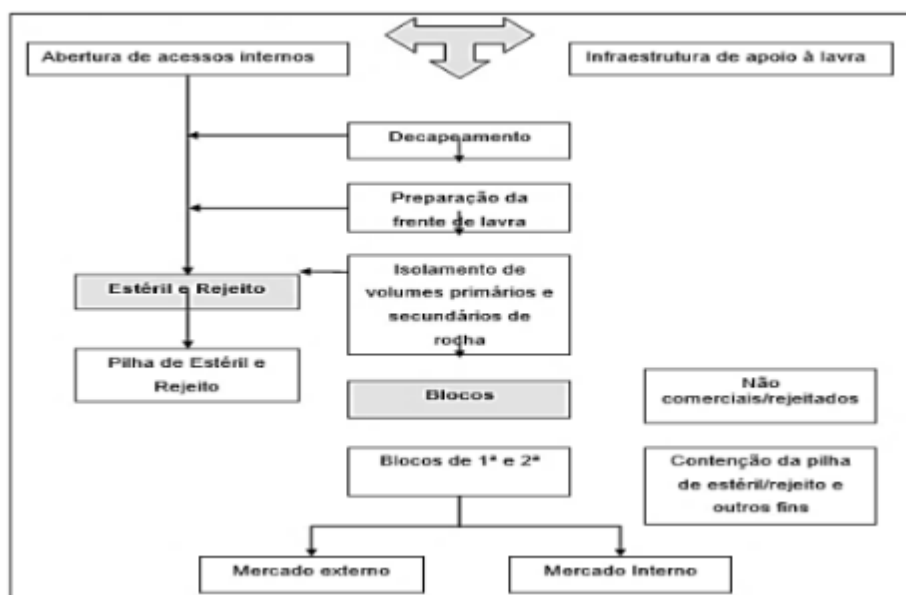 Abertura de acessos internos
Infraestrutura de apoio à lavra
Decapeamento
Preparação da
frente de lavra
Isolamento de
volumes primários e
secundários de
rocha
Estéril e Rejeito
Pilha de Estéril e
Rejeito
Blocos
Não
comerciais/rejeitados
Blocos de 1ª e 2ª
Contenção da pilha
de estéril/rejeito e
outros fins
Mercado externo
Mercado Interno